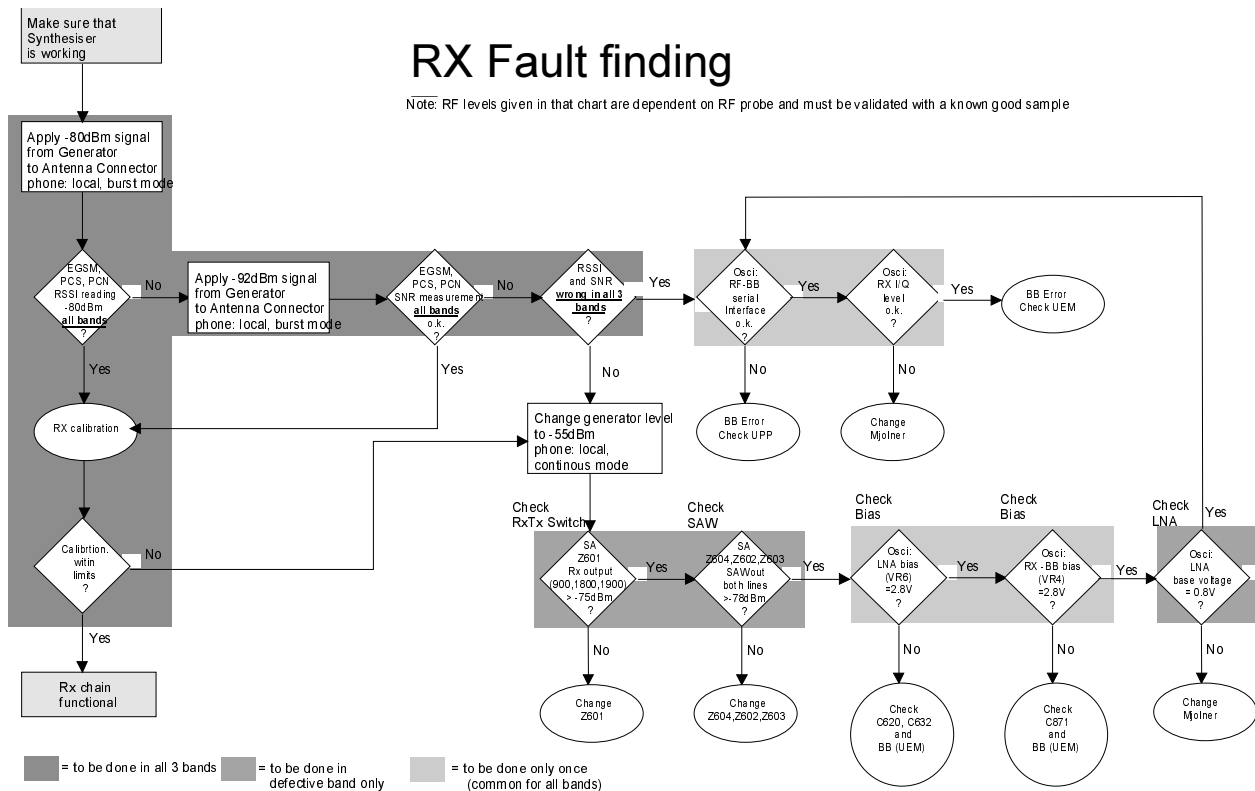 Make sure that
Synthesiser
is working
RX Fault finding
Note: RF levels given in that chart are dependent on RF probe and must be validated with a known good sample
Apply -80dBm signal
from Generator
to Antenna Connector
phone: local, burst mode
EGSM,
PCS, PCN
RSSI reading
-80dBm
all bands
?
No
Yes
Apply -92dBm signal
from Generator
to Antenna Connector
phone: local, burst mode
EGSM,
PCS, PCN
SNR measurement
all bands
o.k.
?
No
Yes
RSSI
and SNR
wrong in all 3
bands
?
Yes
No
Osci:
RF-BB
serial
Interface
o.k.
?
Yes
No
Osci:
RX I/Q
level
o.k.
?
Yes
No
BB Error
Check UEM
RX calibration
Change generator level
to -55dBm
phone: local,
continous mode
BB Error
Check UPP
Change
Mjolner
Calibrtion.
witin
limits
?
No
Yes
Rx chain
functional
Check
RxTx Switch
SA
Z601
Rx output
(900,1800,1900)
> -75dBm
?
Yes
No
Change
Z601
Check
SAW
SA
Z604,Z602,Z603
SAWout
both lines
>-78dBm
?
Yes
No
Change
Z604,Z602,Z603
Check
Bias
Osci:
LNA bias
(VR6)
=2.8V
?
Yes
No
Check
C620, C632
and
BB (UEM)
Check
Bias
Osci:
RX -BB bias
(VR4)
=2.8V
?
Yes
No
Check
C871
and
BB (UEM)
Check
LNA
Yes
Osci:
LNA
base voltage
= 0.8V
?
No
Change
Mjolner
= to be done in all 3 bands
= to be done in
defective band only
= to be done only once
(common for all bands)